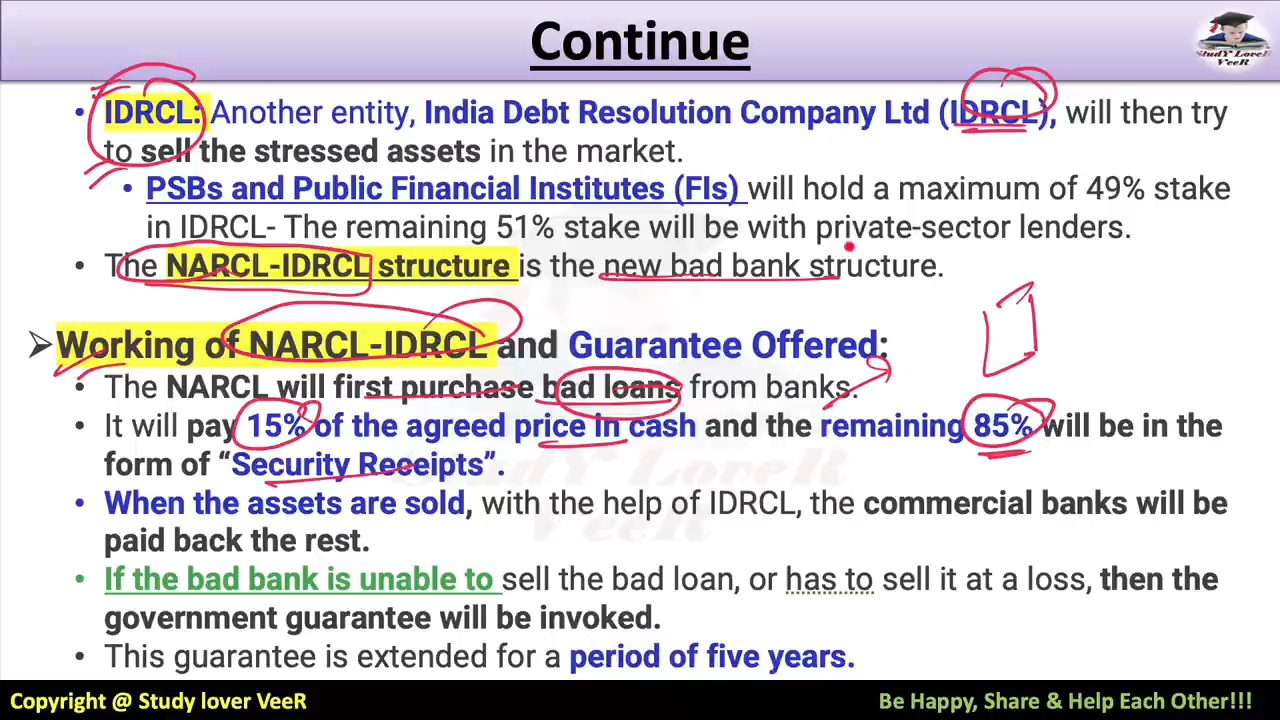 Continue
StudY LoveR
VeeR
• IDRCL: Another entity, India Debt Resolution Company Ltd (IDRCL), will then try
to sell the stressed assets in the market.
• PSBs and Public Financial Institutes (FIs) will hold a maximum of 49% stake
in IDRCL- The remaining 51% stake will be with private-sector lenders.
• The NARCL-IDRCL structure is the new bad bank structure.
➢ Working of NARCL-IDRCL and Guarantee Offered:
• The NARCL will first purchase bad loans from banks.
• It will pay 15% of the agreed price in cash and the remaining 85% will be in the
form of “Security Receipts”.
StudY LoveR
VeeR
• When the assets are sold, with the help of IDRCL, the commercial banks will be
paid back the rest.
• If the bad bank is unable to sell the bad loan, or has to sell it at a loss, then the
government guarantee will be invoked.
• This guarantee is extended for a period of five years.
Copyright @ Study lover VeeR
Be Happy, Share & Help Each Other!!!